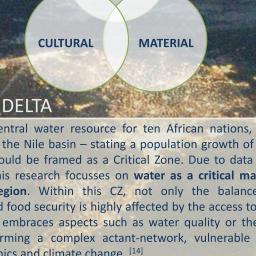 CULTURAL MATERIAL
DELTA
entral water resource for ten African nations,
the Nile basin – stating a population growth of
ould be framed as a Critical Zone. Due to data
his research focusses on water as a critical ma
egion. Within this CZ, not only the balance
d food security is highly affected by the access to
embraces aspects such as water quality or the
rming a complex actant-network, vulnerable
pics and climate change. [14]